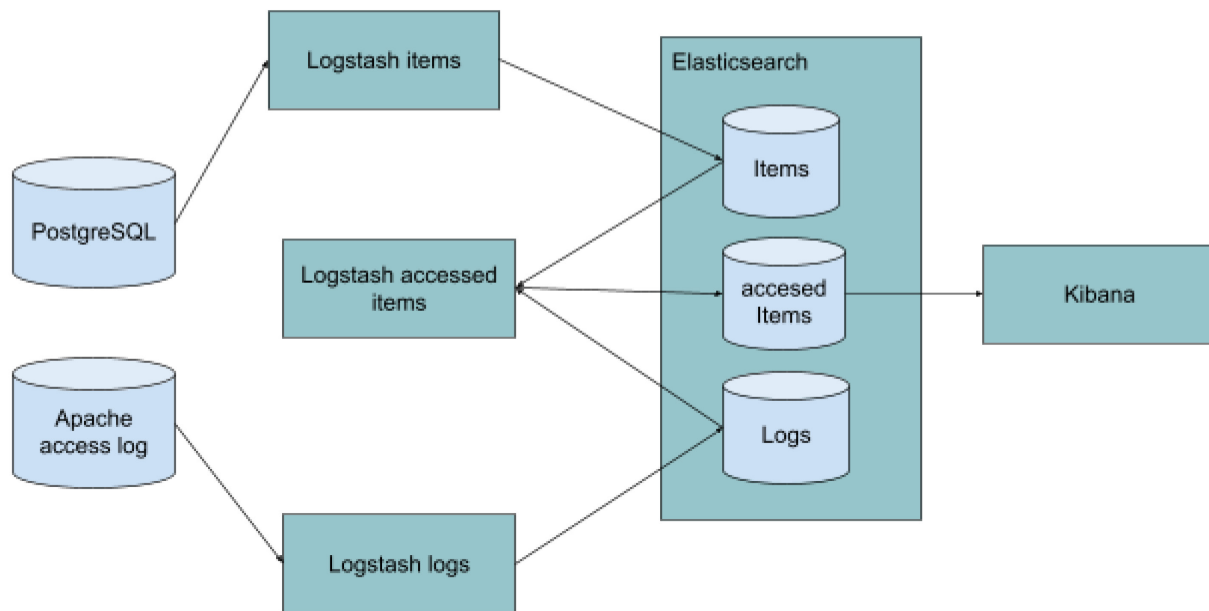 Logstash items
Elasticsearch
Items
PostgreSQL
Logstash accessed
items
accesed
Items
Kibana
Apache
access log
Logs
Logstash logs